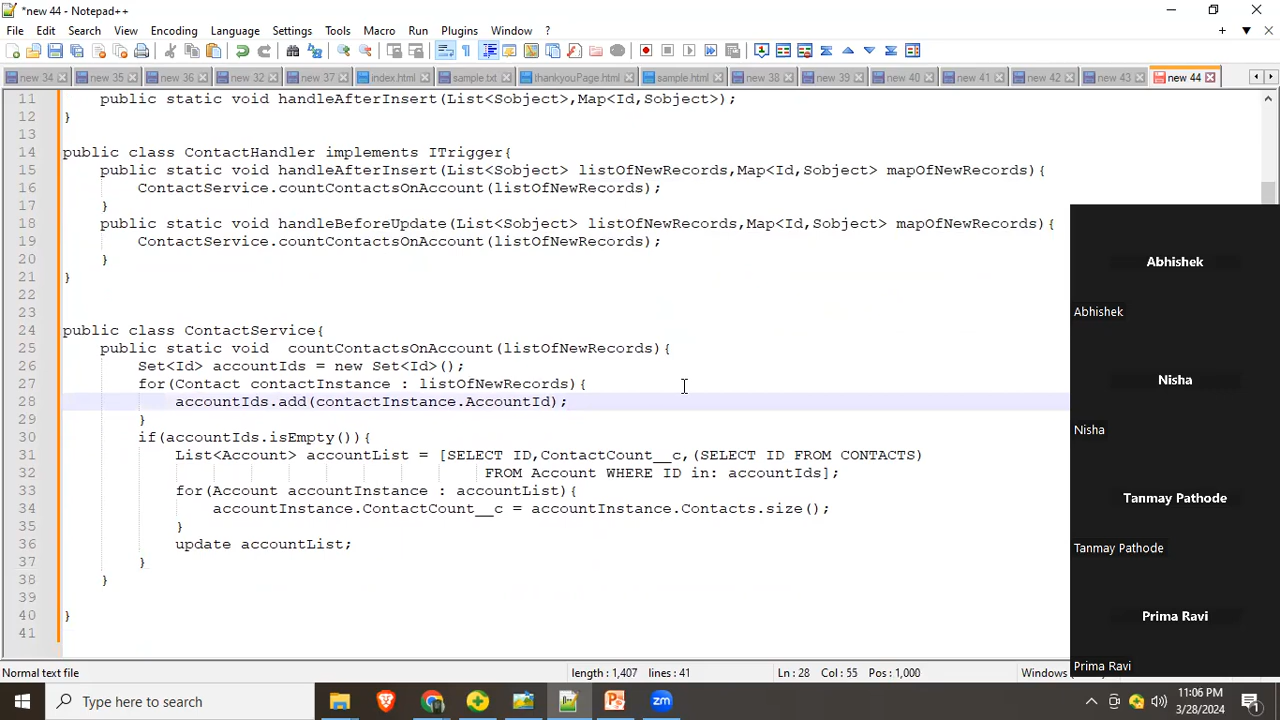 *new 44 - Notepad++
File Edit Search View Encoding Language Settings Tools Macro Run Plugins Window ?
new 34 new 35 new 36 new 32 new 37 index.html sample.txt thankyouPage.html sample.html new 38 new 39 new 40 new 41 new 42 new 43 new 44
11 public static void handleAfterInsert(List<Sobject>,Map<Id,Sobject>);
12 }
13
14 public class ContactHandler implements ITrigger{
15 public static void handleAfterInsert(List<Sobject> listOfNewRecords,Map<Id,Sobject> mapOfNewRecords){
16 ContactService.countContactsOnAccount(listOfNewRecords);
17 }
18 public static void handleBeforeUpdate(List<Sobject> listOfNewRecords,Map<Id,Sobject> mapOfNewRecords){
19 ContactService.countContactsOnAccount(listOfNewRecords);
20 }
21 }
22
23
24 public class ContactService{
25 public static void  countContactsOnAccount(listOfNewRecords){
26 Set<Id> accountIds = new Set<Id>();
27 for(Contact contactInstance : listOfNewRecords){
28 accountIds.add(contactInstance.AccountId);
29 }
30 if(accountIds.isEmpty()){
31 List<Account> accountList = [SELECT ID,ContactCount__c,(SELECT ID FROM CONTACTS)
32 FROM Account WHERE ID in: accountIds];
33 for(Account accountInstance : accountList){
34 accountInstance.ContactCount__c = accountInstance.Contacts.size();
35 }
36 update accountList;
37 }
38 }
39
40 }
41
Abhishek
Abhishek
Nisha
Nisha
Tanmay Pathode
Tanmay Pathode
Prima Ravi
Prima Ravi
Normal text file length : 1,407 lines : 41 Ln : 28 Col : 55 Pos : 1,000 Windows
Type here to search
zm
11:06 PM
3/28/2024